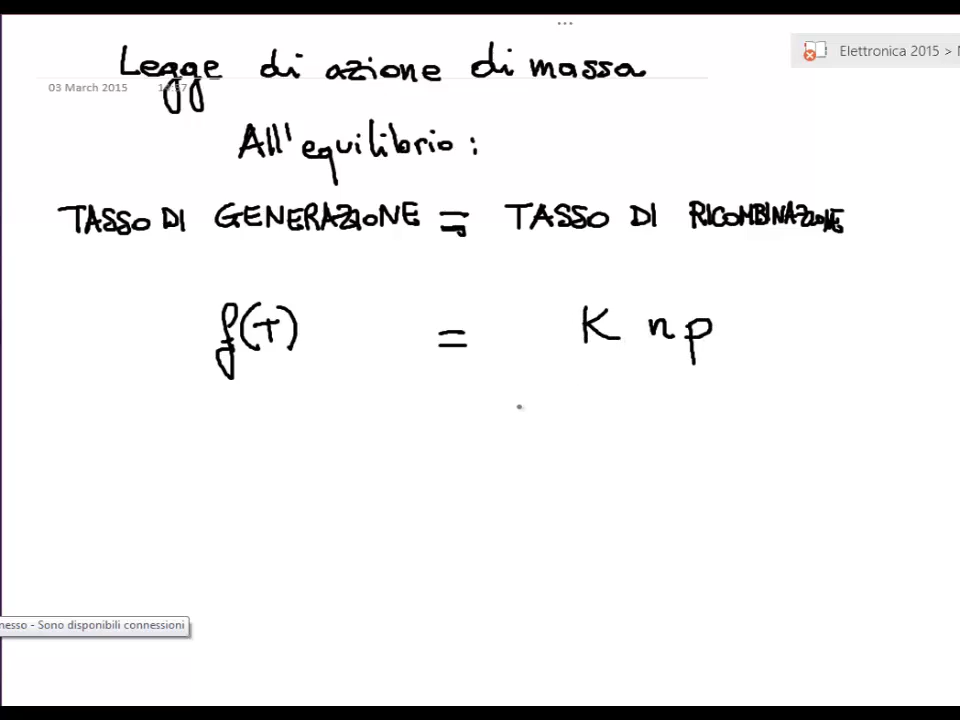 ...
Elettronica 2015 >
Legge di azione di massa
03 March 2015
All'equilibrio:
TASSO DI GENERAZIONE = TASSO DI RICOMBINAZIONE
f(T) = K n p
nesso - Sono disponibili connessioni